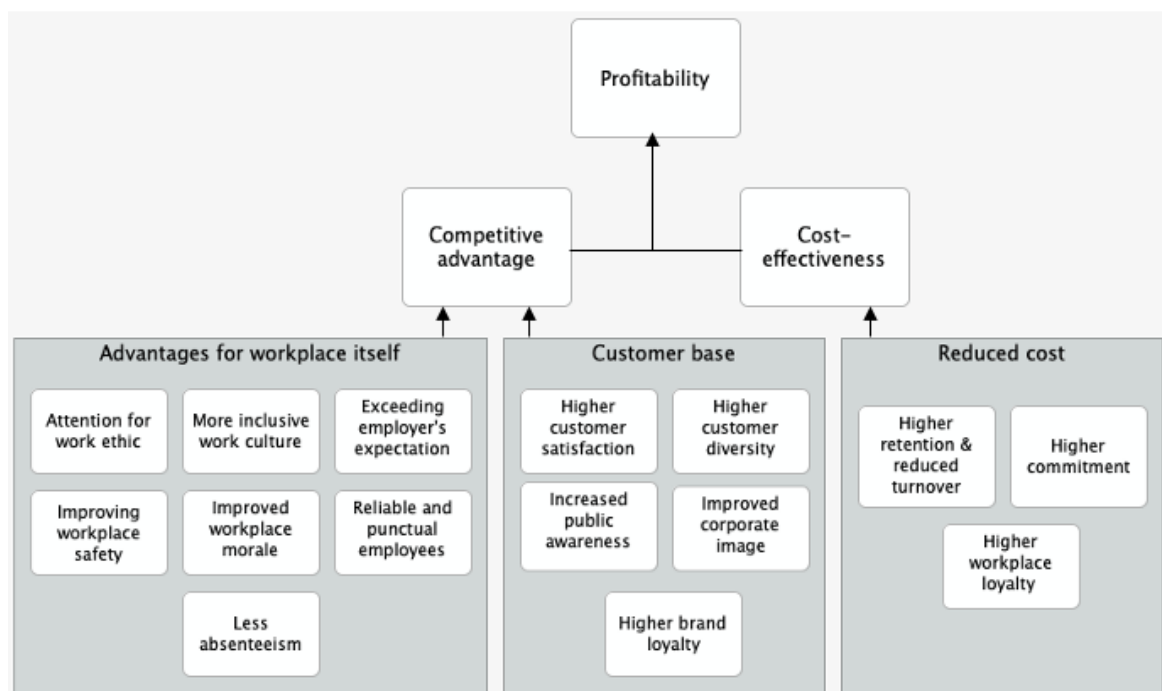 Profitability
Competitive
advantage
Cost-
effectiveness
Advantages for workplace itself
Attention for
work ethic
More inclusive
work culture
Exceeding
employer's
expectation
Improving
workplace
safety
Improved
workplace
morale
Reliable and
punctual
employees
Less
absenteeism
Customer base
Higher
customer
satisfaction
Higher
customer
diversity
Increased
public
awareness
Improved
corporate
image
Higher brand
loyalty
Reduced cost
Higher
retention &
reduced
turnover
Higher
commitment
Higher
workplace
loyalty